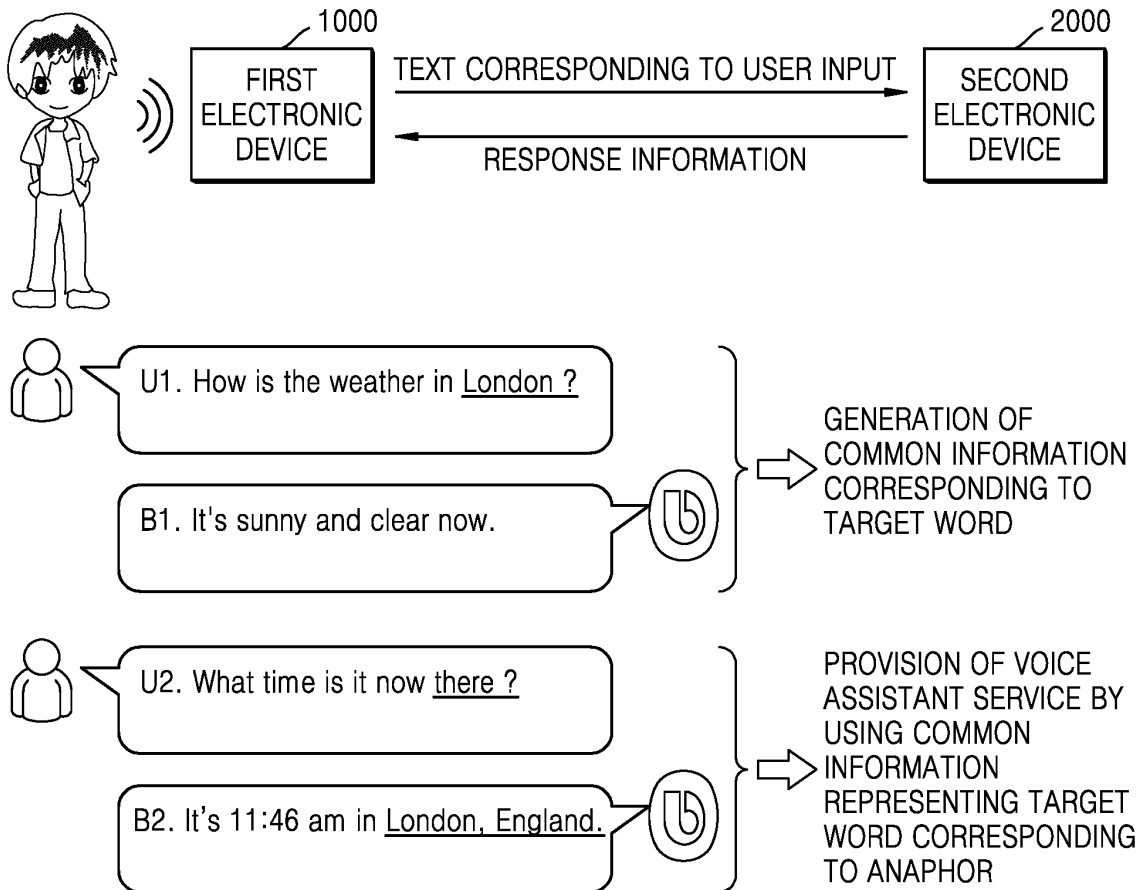 1000
2000
FIRST
ELECTRONIC
DEVICE
TEXT CORRESPONDING TO USER INPUT
RESPONSE INFORMATION
SECOND
ELECTRONIC
DEVICE
U1. How is the weather in London ?
B1. It's sunny and clear now.
GENERATION OF
COMMON INFORMATION
CORRESPONDING TO
TARGET WORD
U2. What time is it now there ?
B2. It's 11:46 am in London, England.
PROVISION OF VOICE
ASSISTANT SERVICE BY
USING COMMON
INFORMATION
REPRESENTING TARGET
WORD CORRESPONDING
TO ANAPHOR